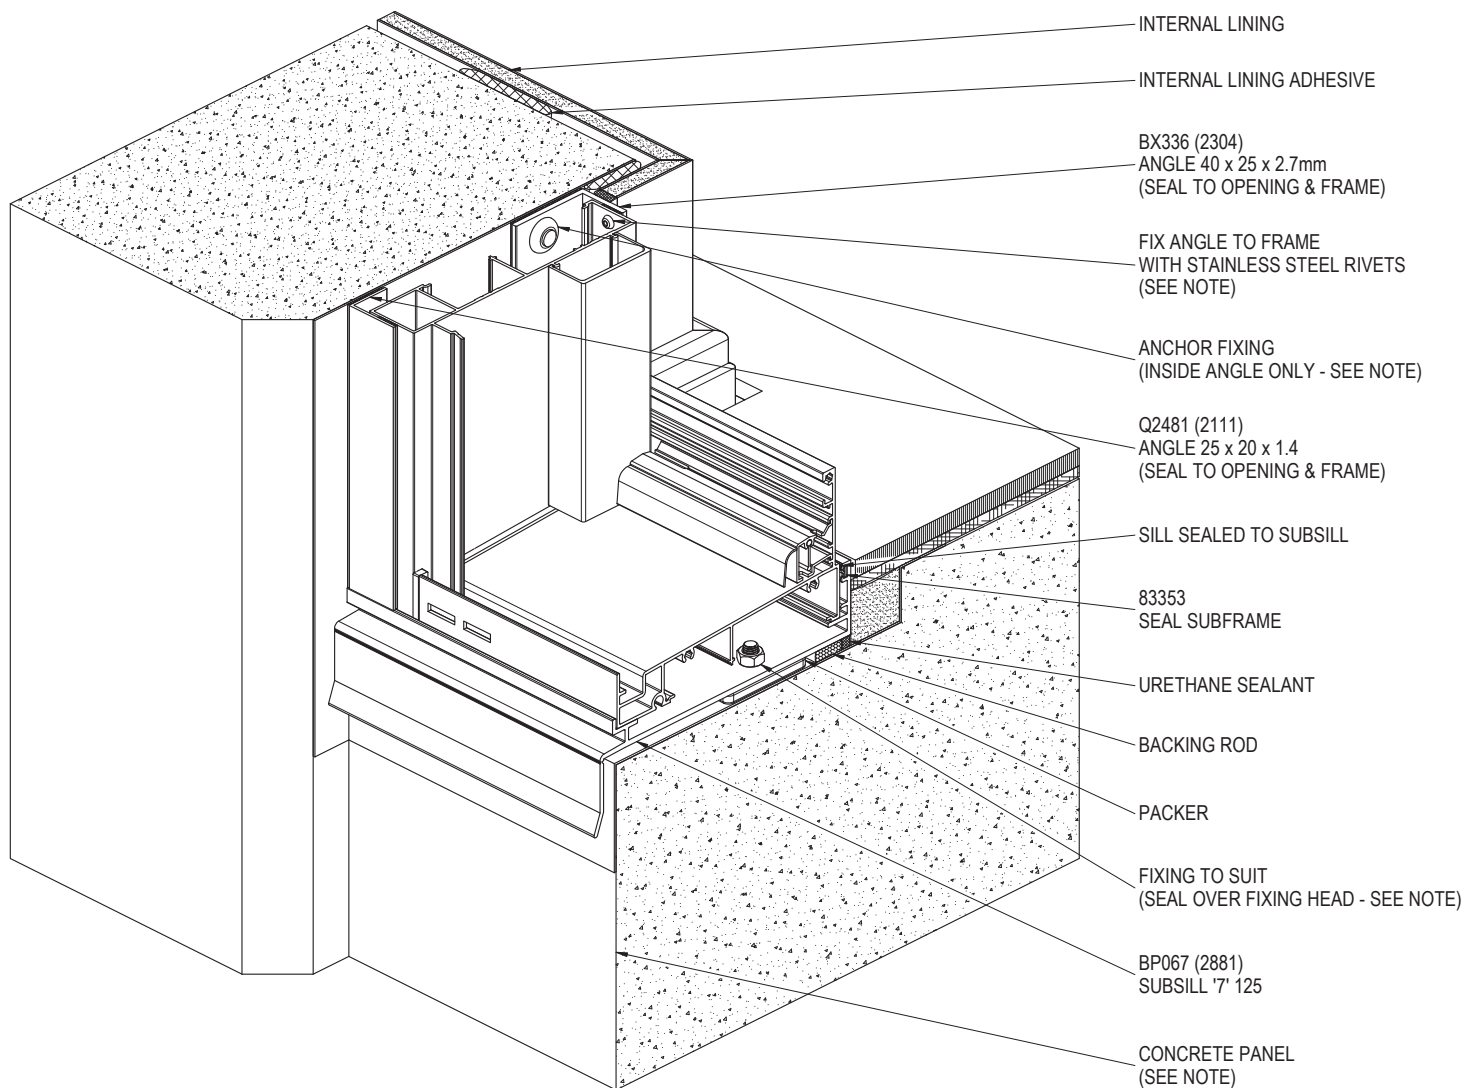 INTERNAL LINING
INTERNAL LINING ADHESIVE
BX336 (2304)
ANGLE 40 x 25 x 2.7mm
(SEAL TO OPENING & FRAME)
FIX ANGLE TO FRAME
WITH STAINLESS STEEL RIVETS
(SEE NOTE)
ANCHOR FIXING
(INSIDE ANGLE ONLY - SEE NOTE)
Q2481 (2111)
ANGLE 25 x 20 x 1.4
(SEAL TO OPENING & FRAME)
SILL SEALED TO SUBSILL
83353
SEAL SUBFRAME
URETHANE SEALANT
BACKING ROD
PACKER
FIXING TO SUIT
(SEAL OVER FIXING HEAD - SEE NOTE)
BP067 (2881)
SUBSILL '7' 125
CONCRETE PANEL
(SEE NOTE)